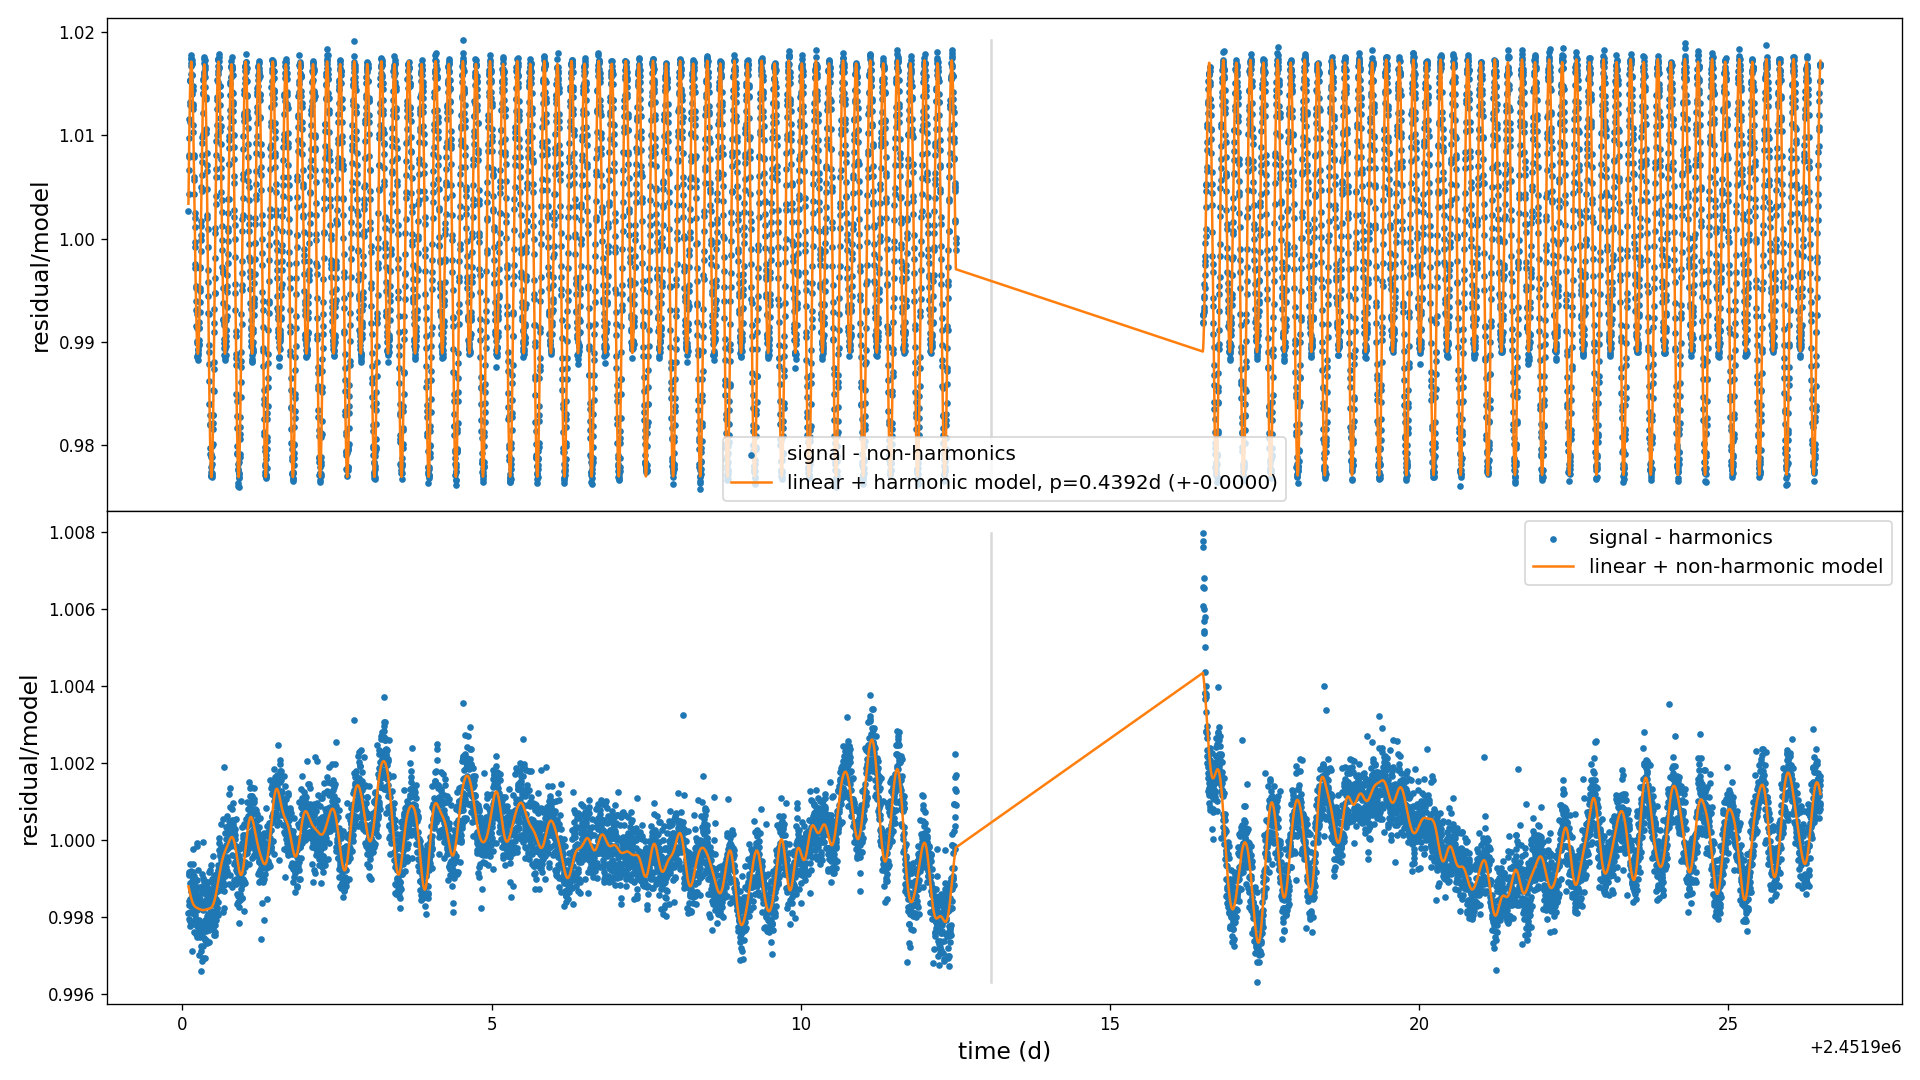 1.02
1.01
1.00
0.99
0.98
residual/model
signal - non-harmonics
linear + harmonic model, p=0.4392d (+-0.0000)
1.008
1.006
1.004
1.002
1.000
0.998
0.996
residual/model
signal - harmonics
linear + non-harmonic model
0 5 10 15 20 25
time (d)
+2.4519e6